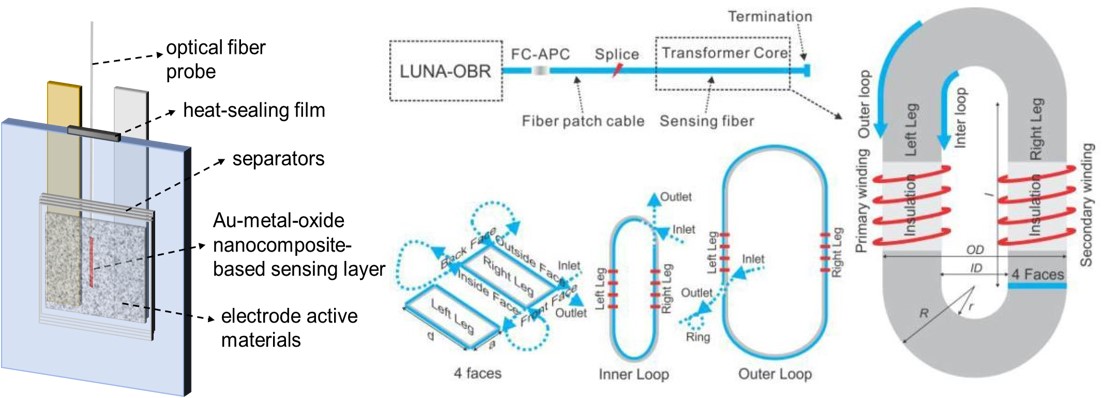 optical fiber
probe
heat-sealing film
separators
Au-metal-oxide
nanocomposite-
based sensing layer
electrode active
materials
Termination
FC-APC
Splice
Transformer Core
LUNA-OBR
Fiber patch cable
Sensing fiber
Back Face
Outside Face
Right Leg
Inlet
Inside Face
Front Face
Outlet
Left Leg
d
a
4 faces
Outlet
Inlet
Left Leg
Right Leg
Inner Loop
Left Leg
Right Leg
Inlet
Outlet
Ring
Outer Loop
Outer loop
Left Leg
Inter loop
Right Leg
l
Primary winding
Insulation
Insulation
Secondary winding
OD
ID
4 Faces
R
r